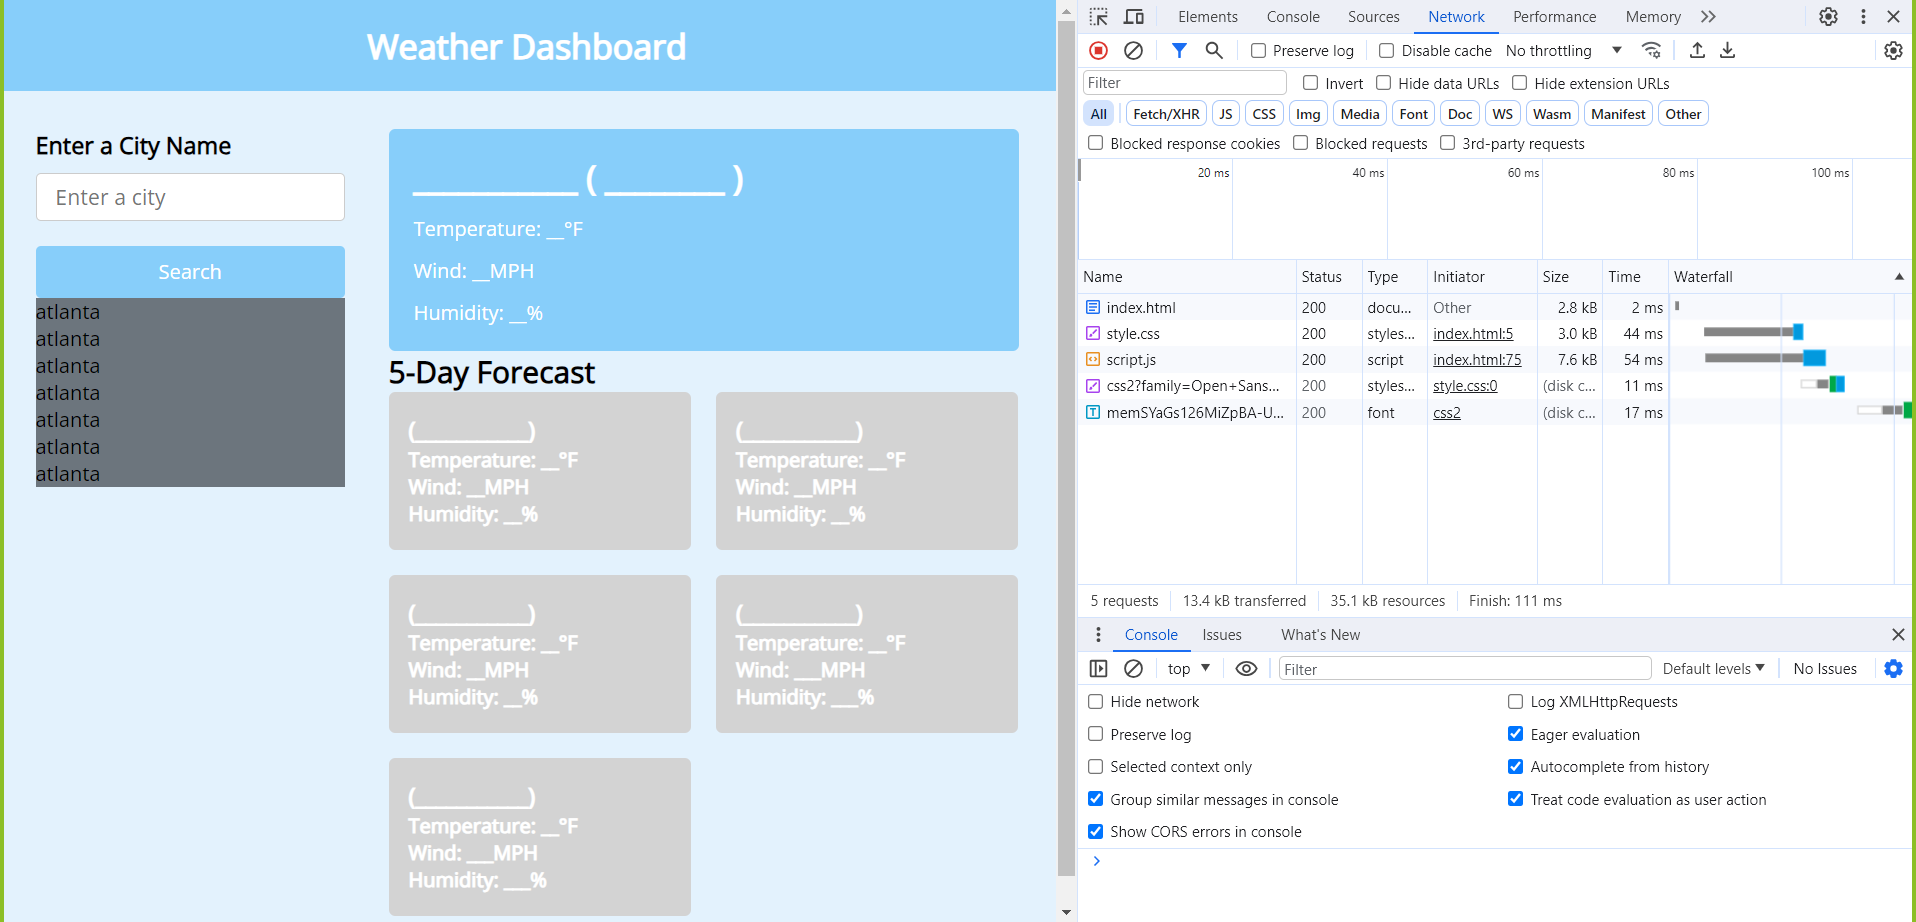 Weather Dashboard
Enter a City Name
Enter a city
Search
atlanta
atlanta
atlanta
atlanta
atlanta
atlanta
atlanta
___________ ( ________ )
Temperature: __°F
Wind: __MPH
Humidity: __%
5-Day Forecast
(___________)
Temperature: __°F
Wind: __MPH
Humidity: __%
(___________)
Temperature: __°F
Wind: __MPH
Humidity: __%
(___________)
Temperature: __°F
Wind: __MPH
Humidity: __%
(___________)
Temperature: __°F
Wind: ___MPH
Humidity: ___%
(___________)
Temperature: __°F
Wind: ___MPH
Humidity: ___%
Elements Console Sources Network Performance Memory
Preserve log Disable cache No throttling
Filter Invert Hide data URLs Hide extension URLs
All Fetch/XHR JS CSS Img Media Font Doc WS Wasm Manifest Other
Blocked response cookies Blocked requests 3rd-party requests
20 ms 40 ms 60 ms 80 ms 100 ms
Name Status Type Initiator Size Time Waterfall
index.html 200 docu... Other 2.8 kB 2 ms
style.css 200 styles... index.html:5 3.0 kB 44 ms
script.js 200 script index.html:75 7.6 kB 54 ms
css2?family=Open+Sans... 200 styles... style.css:0 (disk c... 11 ms
memSYaGs126MiZpBA-U... 200 font css2 (disk c... 17 ms
5 requests 13.4 kB transferred 35.1 kB resources Finish: 111 ms
Console Issues What's New
top Filter Default levels No Issues
Hide network Log XMLHttpRequests
Preserve log Eager evaluation
Selected context only Autocomplete from history
Group similar messages in console Treat code evaluation as user action
Show CORS errors in console